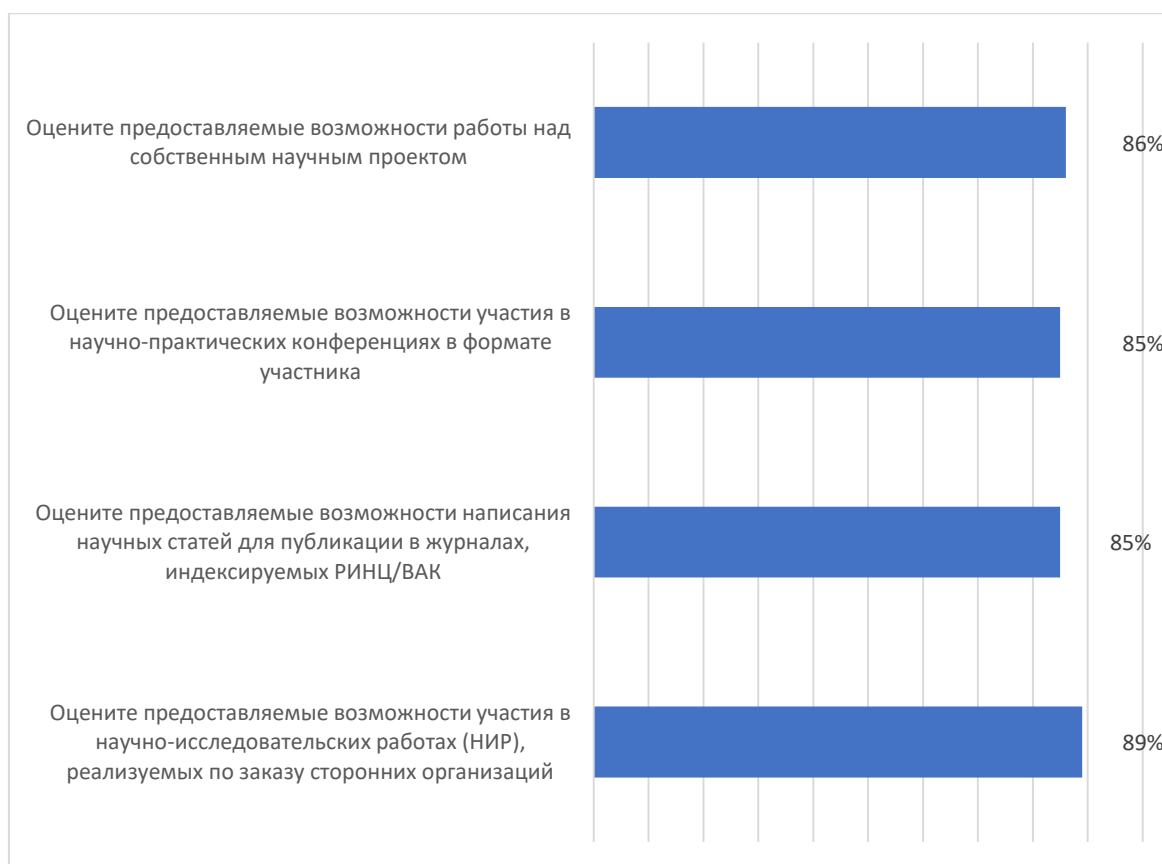 Оцените предоставляемые возможности работы над
собственным научным проектом
86%
Оцените предоставляемые возможности участия в
научно-практических конференциях в формате
участника
85%
Оцените предоставляемые возможности написания
научных статей для публикации в журналах,
индексируемых РИНЦ/ВАК
85%
Оцените предоставляемые возможности участия в
научно-исследовательских работах (НИР),
реализуемых по заказу сторонних организаций
89%